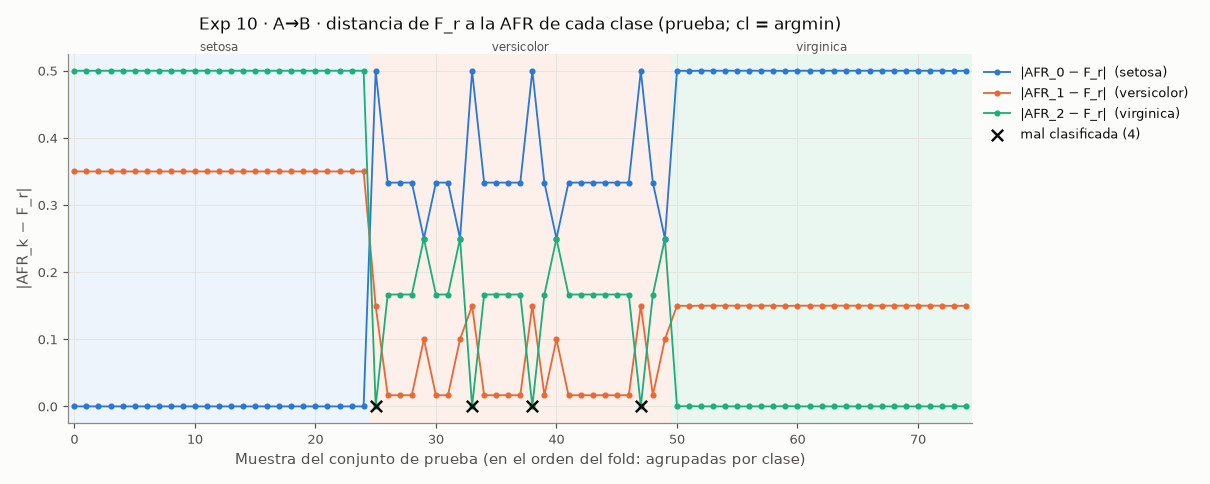 Exp 10 · A→B · distancia de F_r a la AFR de cada clase (prueba; cl = argmin)
setosa
versicolor
virginica
|AFR_0 − F_r| (setosa)
|AFR_1 − F_r| (versicolor)
|AFR_2 − F_r| (virginica)
mal clasificada (4)
|AFR_k − F_r|
0.5
0.4
0.3
0.2
0.1
0.0
0
10
20
30
40
50
60
70
Muestra del conjunto de prueba (en el orden del fold: agrupadas por clase)